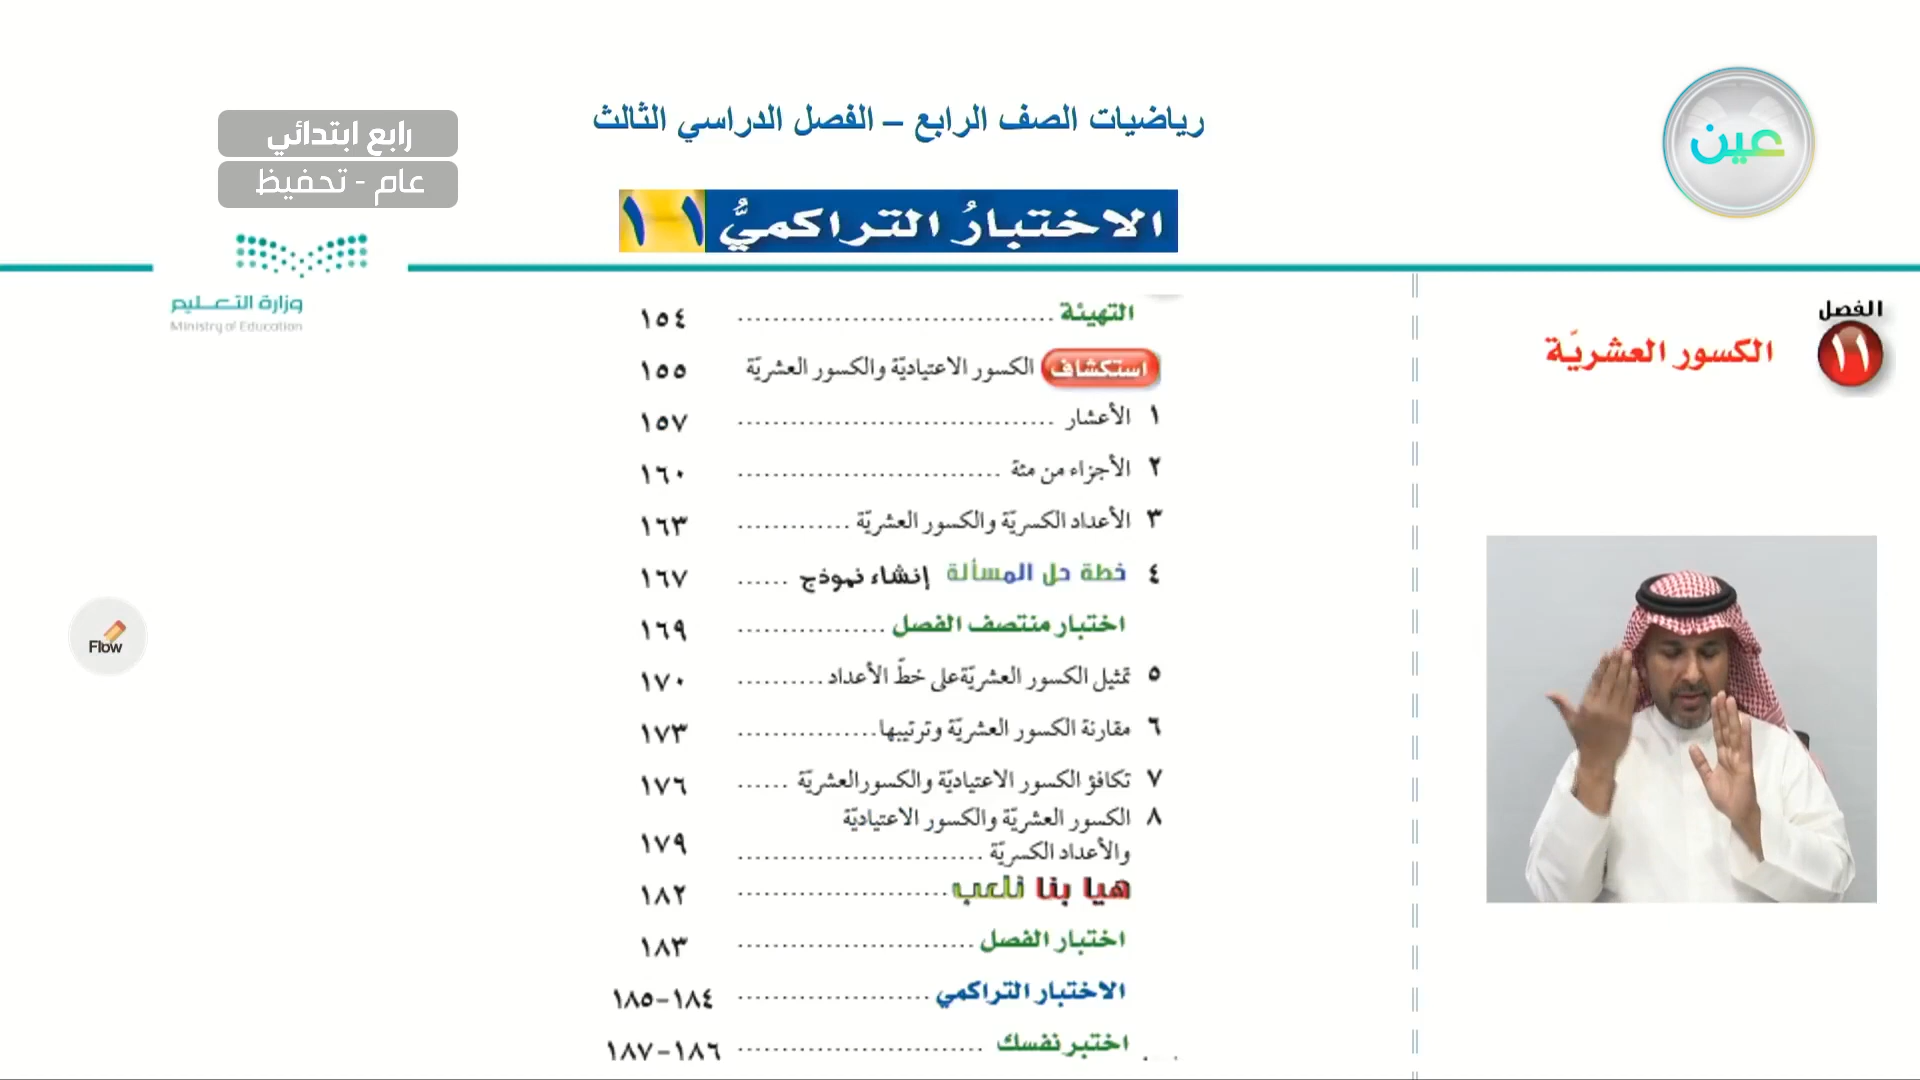 رياضيات الصف الرابع – الفصل الدراسي الثالث
عين
رابع ابتدائي
عام - تحفيظ
الاختبارُ التراكميُّ ١١
وزارة التعليم
Ministry of Education
الفصل
١١ الكسور العشريّة
التهيئة .................................... ١٥٤
استكشاف الكسور الاعتياديّة والكسور العشريّة ١٥٥
١ الأعشار .................................... ١٥٧
٢ الأجزاء من مئة .............................. ١٦٠
٣ الأعداد الكسريّة والكسور العشريّة ............. ١٦٣
٤ خطة حل المسألة إنشاء نموذج ...... ١٦٧
اختبار منتصف الفصل ................. ١٦٩
٥ تمثيل الكسور العشريّة على خطّ الأعداد .......... ١٧٠
٦ مقارنة الكسور العشريّة وترتيبها ................ ١٧٣
٧ تكافؤ الكسور الاعتياديّة والكسور العشريّة ...... ١٧٦
٨ الكسور العشريّة والكسور الاعتياديّة
والأعداد الكسريّة ............................ ١٧٩
هيا بنا نلعب ........................ ١٨٢
اختبار الفصل ........................... ١٨٣
الاختبار التراكمي ...................... ١٨٤-١٨٥
اختبر نفسك ............................ ١٨٦-١٨٧
Flow